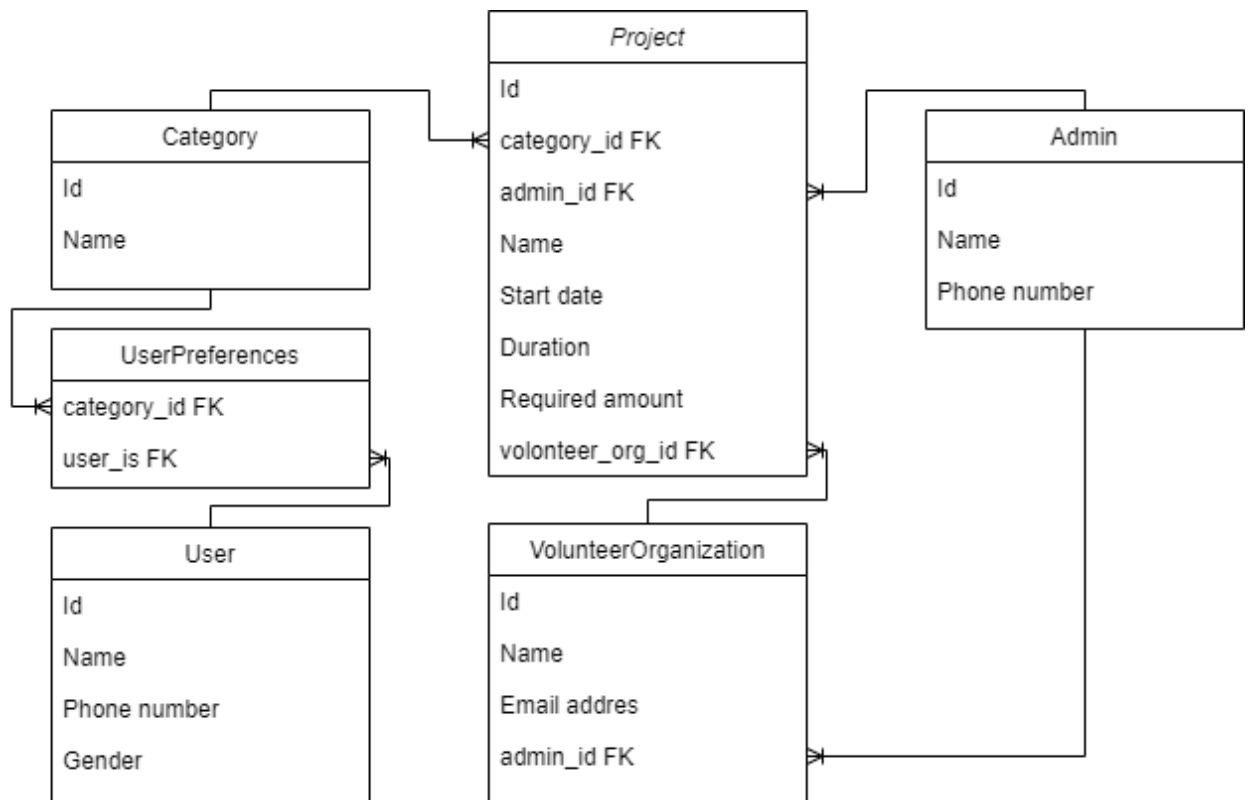 Project
Id
category_id FK
admin_id FK
Name
Start date
Duration
Required amount
volonteer_org_id FK
Category
Id
Name
Admin
Id
Name
Phone number
UserPreferences
category_id FK
user_is FK
User
Id
Name
Phone number
Gender
VolunteerOrganization
Id
Name
Email addres
admin_id FK